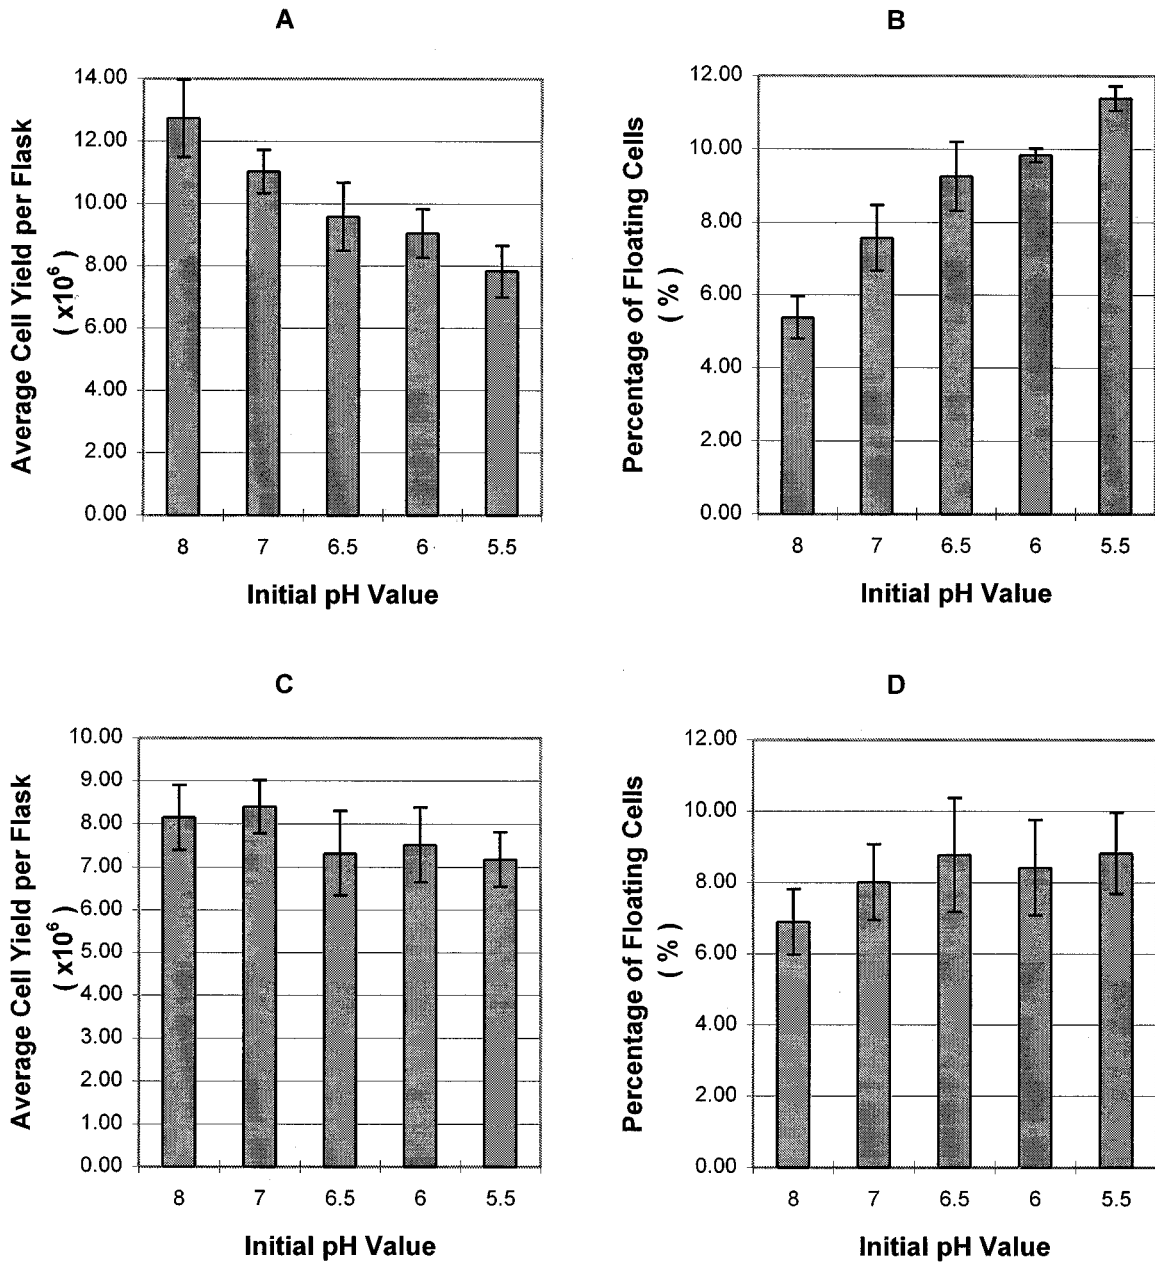 A
Average Cell Yield per Flask
( x10⁶ )
14.00
12.00
10.00
8.00
6.00
4.00
2.00
0.00
8 7 6.5 6 5.5
Initial pH Value
B
Percentage of Floating Cells
( % )
12.00
10.00
8.00
6.00
4.00
2.00
0.00
8 7 6.5 6 5.5
Initial pH Value
C
Average Cell Yield per Flask
( x10⁶ )
10.00
9.00
8.00
7.00
6.00
5.00
4.00
3.00
2.00
1.00
0.00
8 7 6.5 6 5.5
Initial pH Value
D
Percentage of Floating Cells
( % )
12.00
10.00
8.00
6.00
4.00
2.00
0.00
8 7 6.5 6 5.5
Initial pH Value